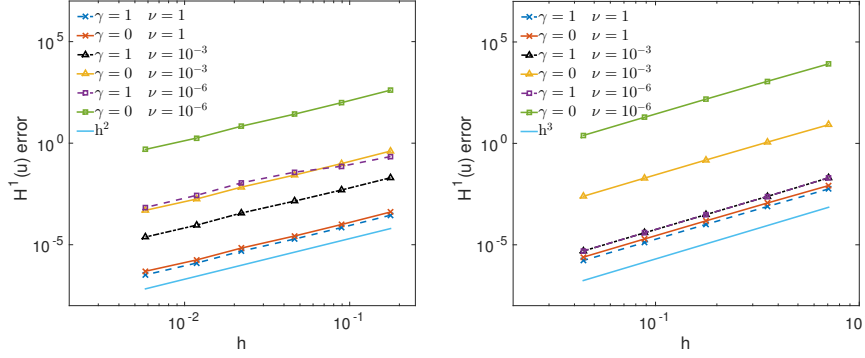 γ = 1 ν = 1
γ = 0 ν = 1
γ = 1 ν = 10⁻³
γ = 0 ν = 10⁻³
γ = 1 ν = 10⁻⁶
γ = 0 ν = 10⁻⁶
h²
10⁵
10⁰
10⁻⁵
H¹(u) error
10⁻² 10⁻¹
h
γ = 1 ν = 1
γ = 0 ν = 1
γ = 1 ν = 10⁻³
γ = 0 ν = 10⁻³
γ = 1 ν = 10⁻⁶
γ = 0 ν = 10⁻⁶
h³
10⁵
10⁰
10⁻⁵
H¹(u) error
10⁻¹ 10
h